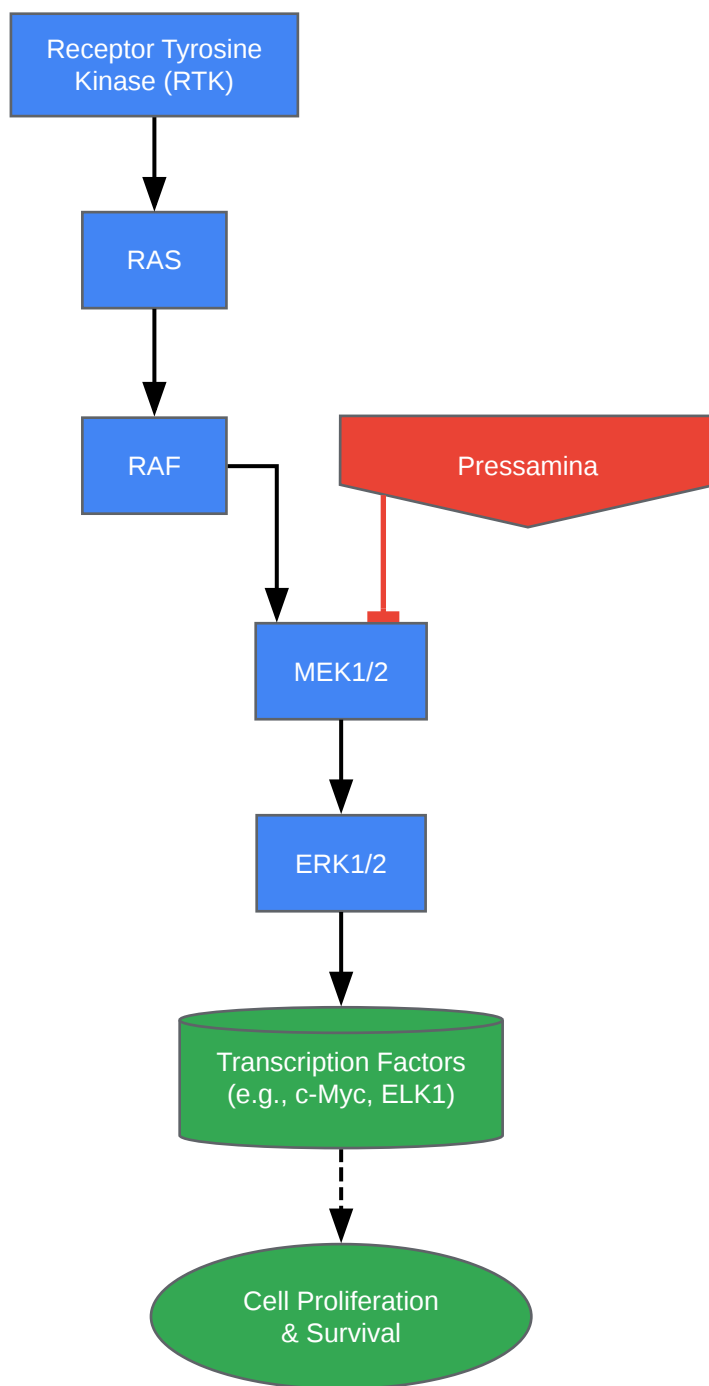 Receptor Tyrosine
Kinase (RTK)
RAS
RAF
Pressamina
MEK1/2
ERK1/2
Transcription Factors
(e.g., c-Myc, ELK1)
Cell Proliferation
& Survival